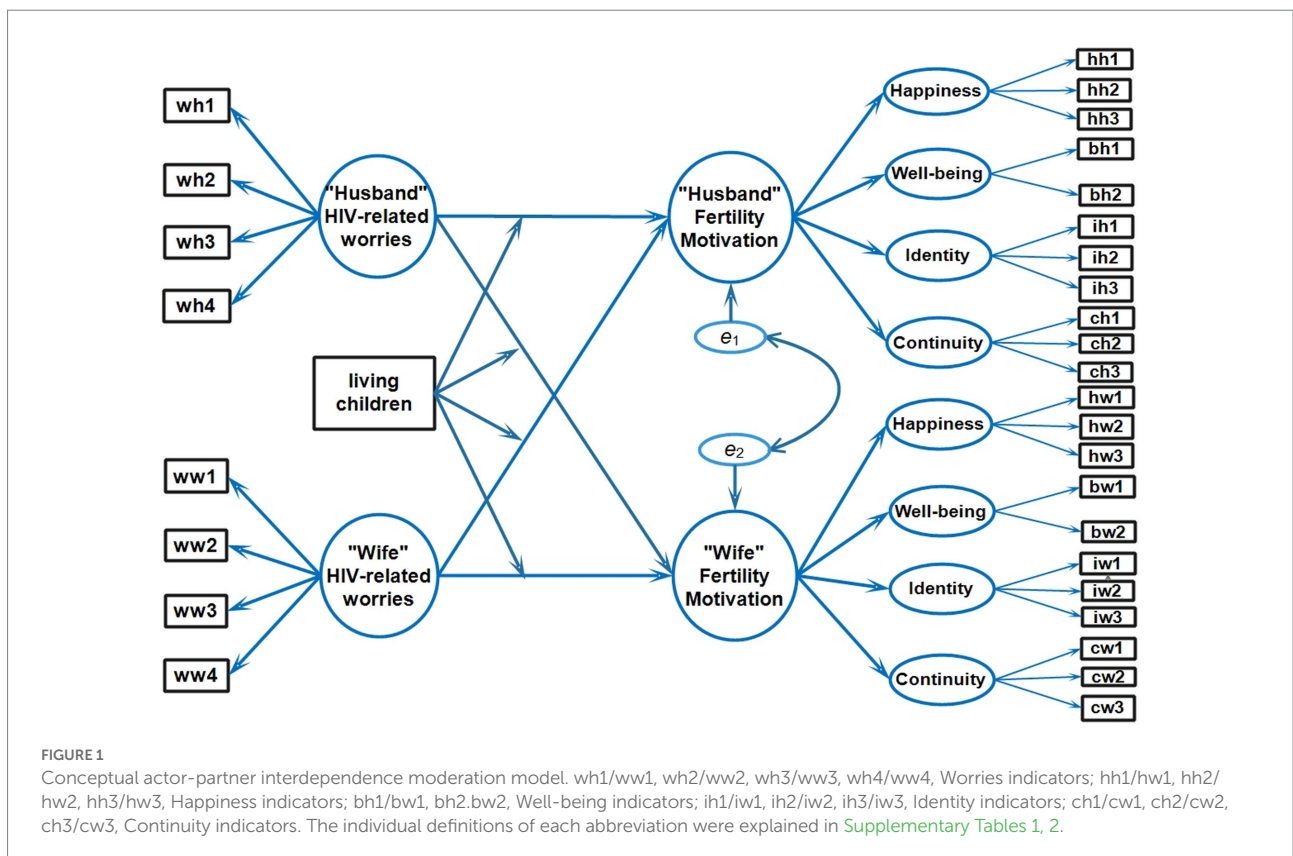 wh1
wh2
wh3
wh4
"Husband"
HIV-related
worries
living
children
ww1
ww2
ww3
ww4
"Wife"
HIV-related
worries
"Husband"
Fertility
Motivation
e1
e2
"Wife"
Fertility
Motivation
Happiness
Well-being
Identity
Continuity
Happiness
Well-being
Identity
Continuity
hh1
hh2
hh3
bh1
bh2
ih1
ih2
ih3
ch1
ch2
ch3
hw1
hw2
hw3
bw1
bw2
iw1
iw2
iw3
cw1
cw2
cw3
FIGURE 1
Conceptual actor-partner interdependence moderation model. wh1/ww1, wh2/ww2, wh3/ww3, wh4/ww4, Worries indicators; hh1/hw1, hh2/
hw2, hh3/hw3, Happiness indicators; bh1/bw1, bh2.bw2, Well-being indicators; ih1/iw1, ih2/iw2, ih3/iw3, Identity indicators; ch1/cw1, ch2/cw2,
ch3/cw3, Continuity indicators. The individual definitions of each abbreviation were explained in Supplementary Tables 1, 2.